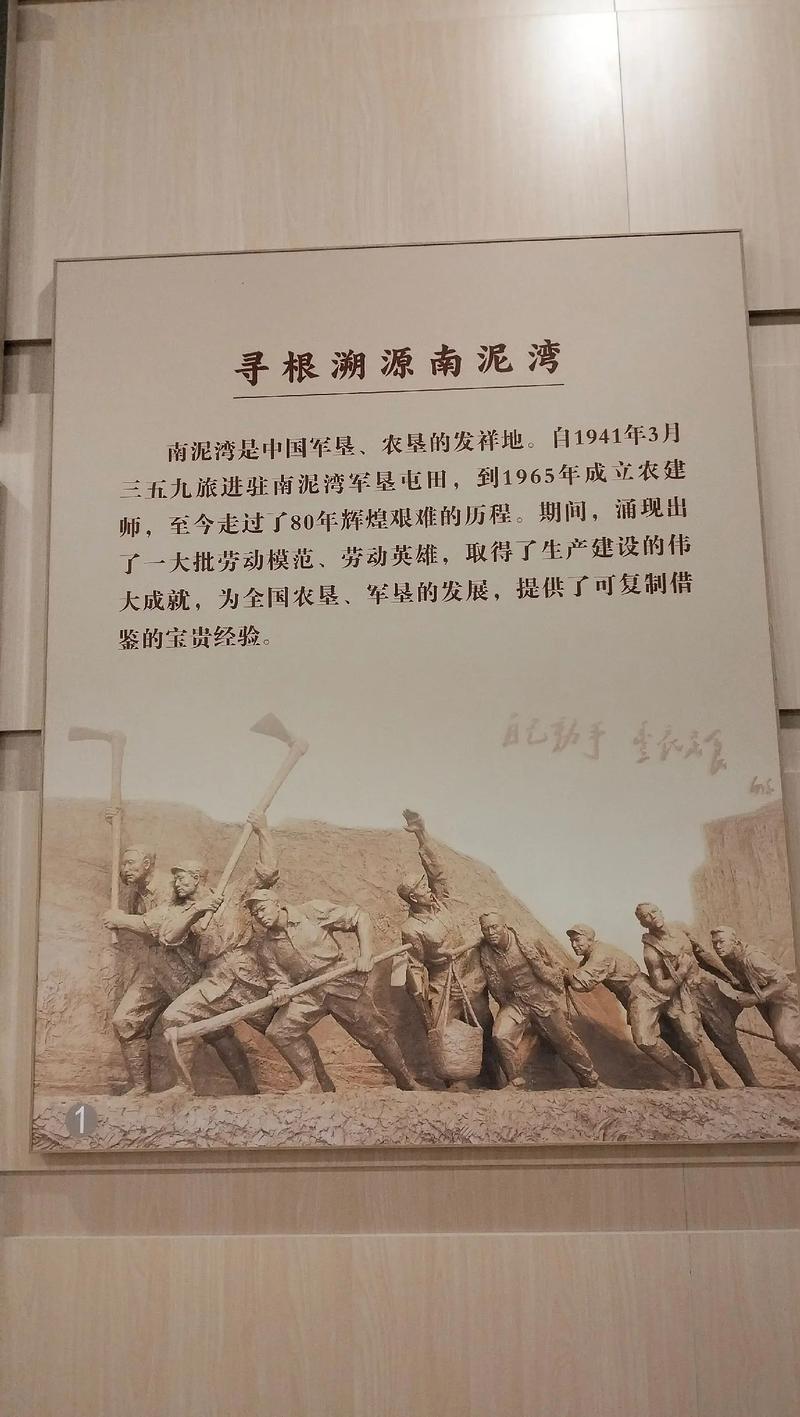 寻根溯源南泥湾
南泥湾是中国军垦、农垦的发祥地。自1941年3月
三五九旅进驻南泥湾军垦屯田，到1965年成立农建
师，至今走过了80年辉煌艰难的历程。期间，涌现出
了一大批劳动模范、劳动英雄，取得了生产建设的伟
大成就，为全国农垦、军垦的发展，提供了可复制借
鉴的宝贵经验。
自己動手 丰衣足食
1